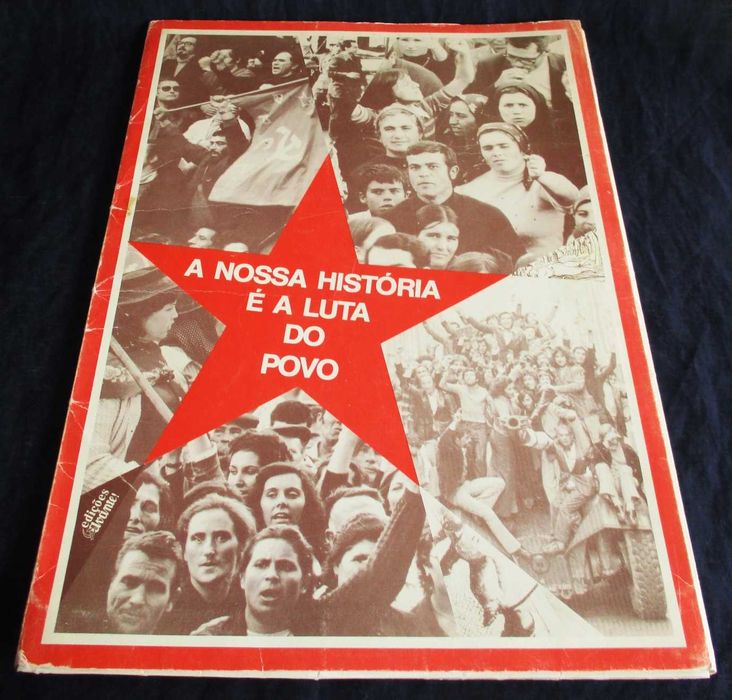 A NOSSA HISTÓRIA
É A LUTA
DO
POVO
edições
Avante!